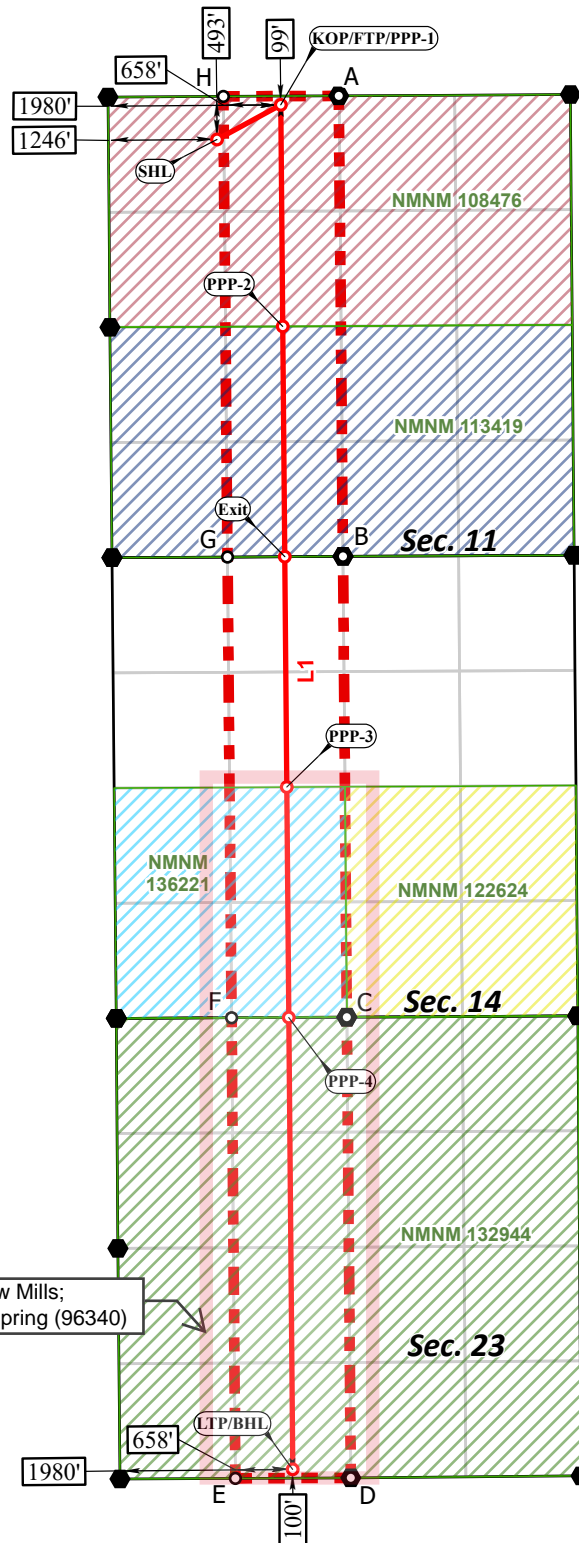 493'
99'
KOP/FTP/PPP-1
658'
H
A
1980'
1246'
SHL
NMNM 108476
PPP-2
NMNM 113419
Exit
G
B
Sec. 11
L1
PPP-3
NMNM
136221
NMNM 122624
F
C
Sec. 14
PPP-4
NMNM 132944
w Mills;
pring (96340)
Sec. 23
LTP/BHL
658'
1980'
E
D
100'